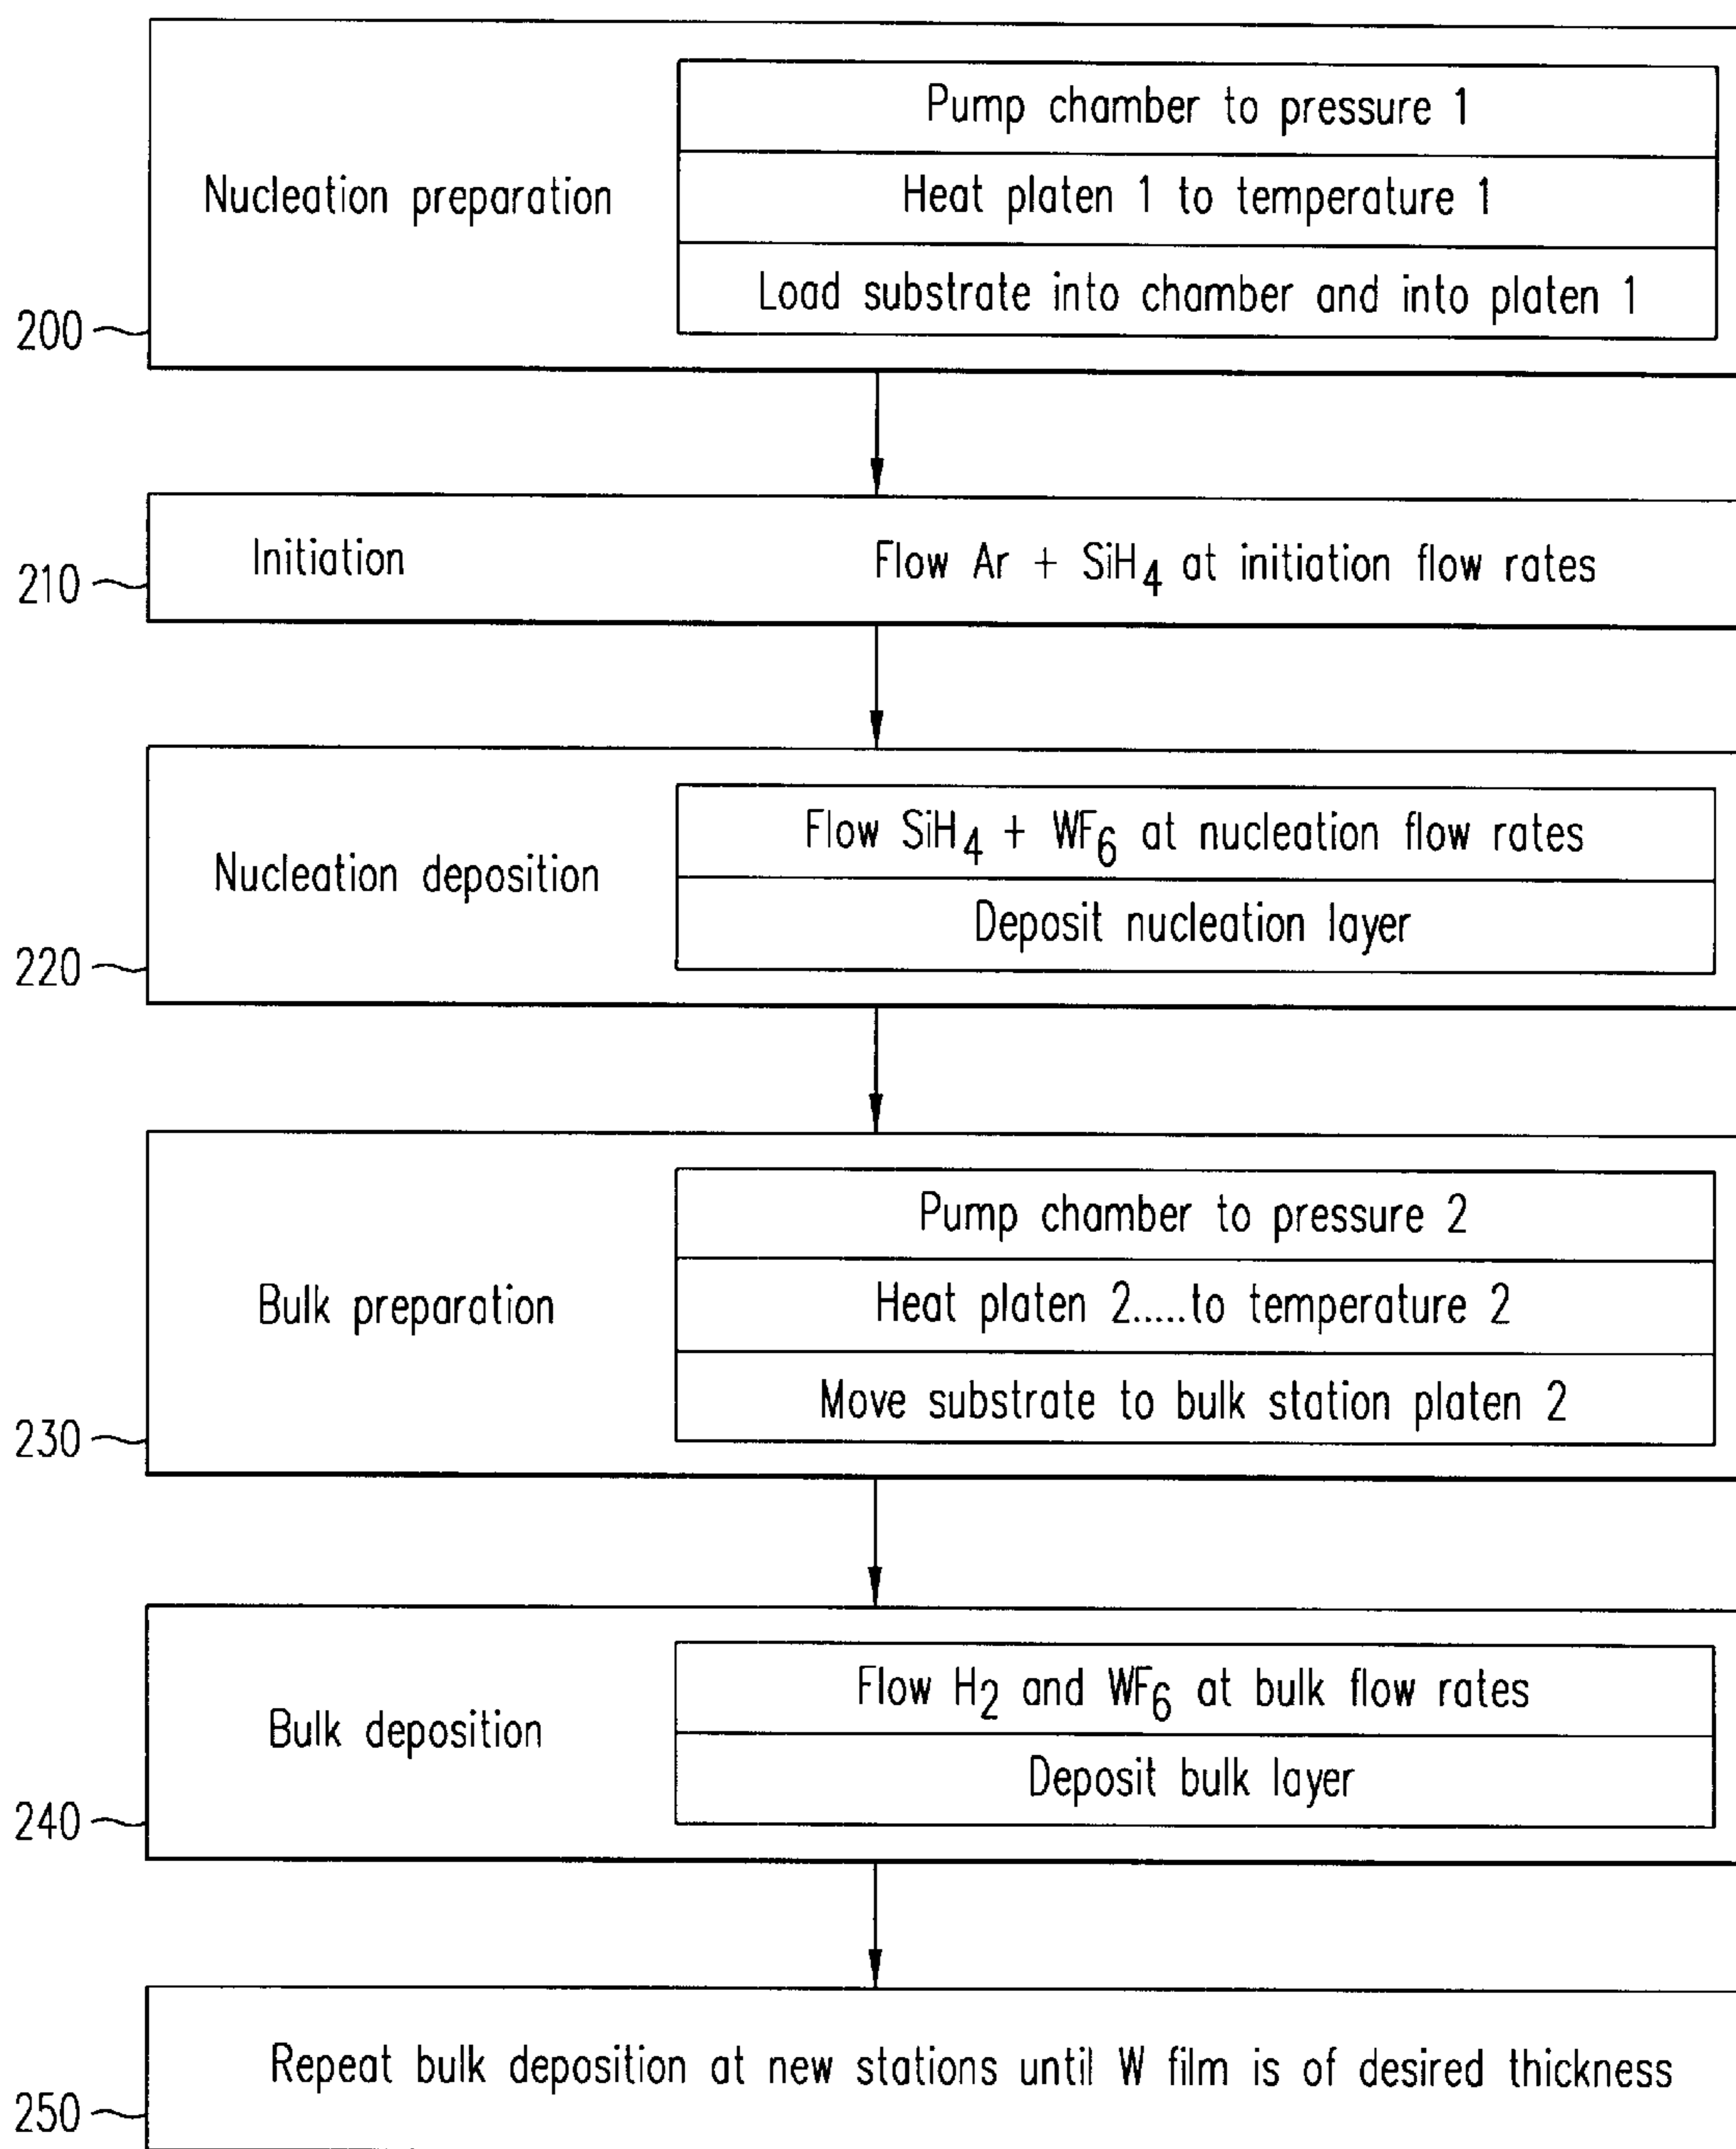 Pump chamber to pressure 1
Nucleation preparation
Heat platen 1 to temperature 1
Load substrate into chamber and into platen 1
200
Initiation
Flow Ar + SiH4 at initiation flow rates
210
Flow SiH4 + WF6 at nucleation flow rates
Nucleation deposition
Deposit nucleation layer
220
Pump chamber to pressure 2
Bulk preparation
Heat platen 2.....to temperature 2
Move substrate to bulk station platen 2
230
Flow H2 and WF6 at bulk flow rates
Bulk deposition
Deposit bulk layer
240
Repeat bulk deposition at new stations until W film is of desired thickness
250